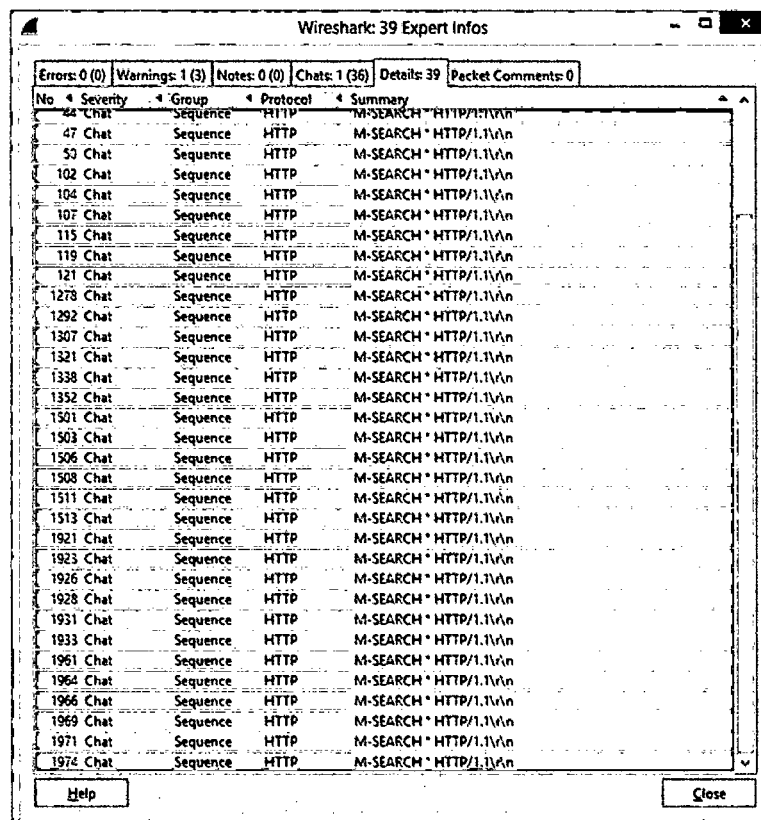 Wireshark: 39 Expert Infos
Errors: 0 (0) Warnings: 1 (3) Notes: 0 (0) Chats: 1 (36) Details: 39 Packet Comments: 0
No Severity Group Protocol Summary
44 Chat Sequence HTTP M-SEARCH * HTTP/1.1\r\n
47 Chat Sequence HTTP M-SEARCH * HTTP/1.1\r\n
50 Chat Sequence HTTP M-SEARCH * HTTP/1.1\r\n
102 Chat Sequence HTTP M-SEARCH * HTTP/1.1\r\n
104 Chat Sequence HTTP M-SEARCH * HTTP/1.1\r\n
107 Chat Sequence HTTP M-SEARCH * HTTP/1.1\r\n
115 Chat Sequence HTTP M-SEARCH * HTTP/1.1\r\n
119 Chat Sequence HTTP M-SEARCH * HTTP/1.1\r\n
121 Chat Sequence HTTP M-SEARCH * HTTP/1.1\r\n
1278 Chat Sequence HTTP M-SEARCH * HTTP/1.1\r\n
1292 Chat Sequence HTTP M-SEARCH * HTTP/1.1\r\n
1307 Chat Sequence HTTP M-SEARCH * HTTP/1.1\r\n
1321 Chat Sequence HTTP M-SEARCH * HTTP/1.1\r\n
1338 Chat Sequence HTTP M-SEARCH * HTTP/1.1\r\n
1352 Chat Sequence HTTP M-SEARCH * HTTP/1.1\r\n
1501 Chat Sequence HTTP M-SEARCH * HTTP/1.1\r\n
1503 Chat Sequence HTTP M-SEARCH * HTTP/1.1\r\n
1506 Chat Sequence HTTP M-SEARCH * HTTP/1.1\r\n
1508 Chat Sequence HTTP M-SEARCH * HTTP/1.1\r\n
1511 Chat Sequence HTTP M-SEARCH * HTTP/1.1\r\n
1513 Chat Sequence HTTP M-SEARCH * HTTP/1.1\r\n
1921 Chat Sequence HTTP M-SEARCH * HTTP/1.1\r\n
1923 Chat Sequence HTTP M-SEARCH * HTTP/1.1\r\n
1926 Chat Sequence HTTP M-SEARCH * HTTP/1.1\r\n
1928 Chat Sequence HTTP M-SEARCH * HTTP/1.1\r\n
1931 Chat Sequence HTTP M-SEARCH * HTTP/1.1\r\n
1933 Chat Sequence HTTP M-SEARCH * HTTP/1.1\r\n
1961 Chat Sequence HTTP M-SEARCH * HTTP/1.1\r\n
1964 Chat Sequence HTTP M-SEARCH * HTTP/1.1\r\n
1966 Chat Sequence HTTP M-SEARCH * HTTP/1.1\r\n
1969 Chat Sequence HTTP M-SEARCH * HTTP/1.1\r\n
1971 Chat Sequence HTTP M-SEARCH * HTTP/1.1\r\n
1974 Chat Sequence HTTP M-SEARCH * HTTP/1.1\r\n
Help Close